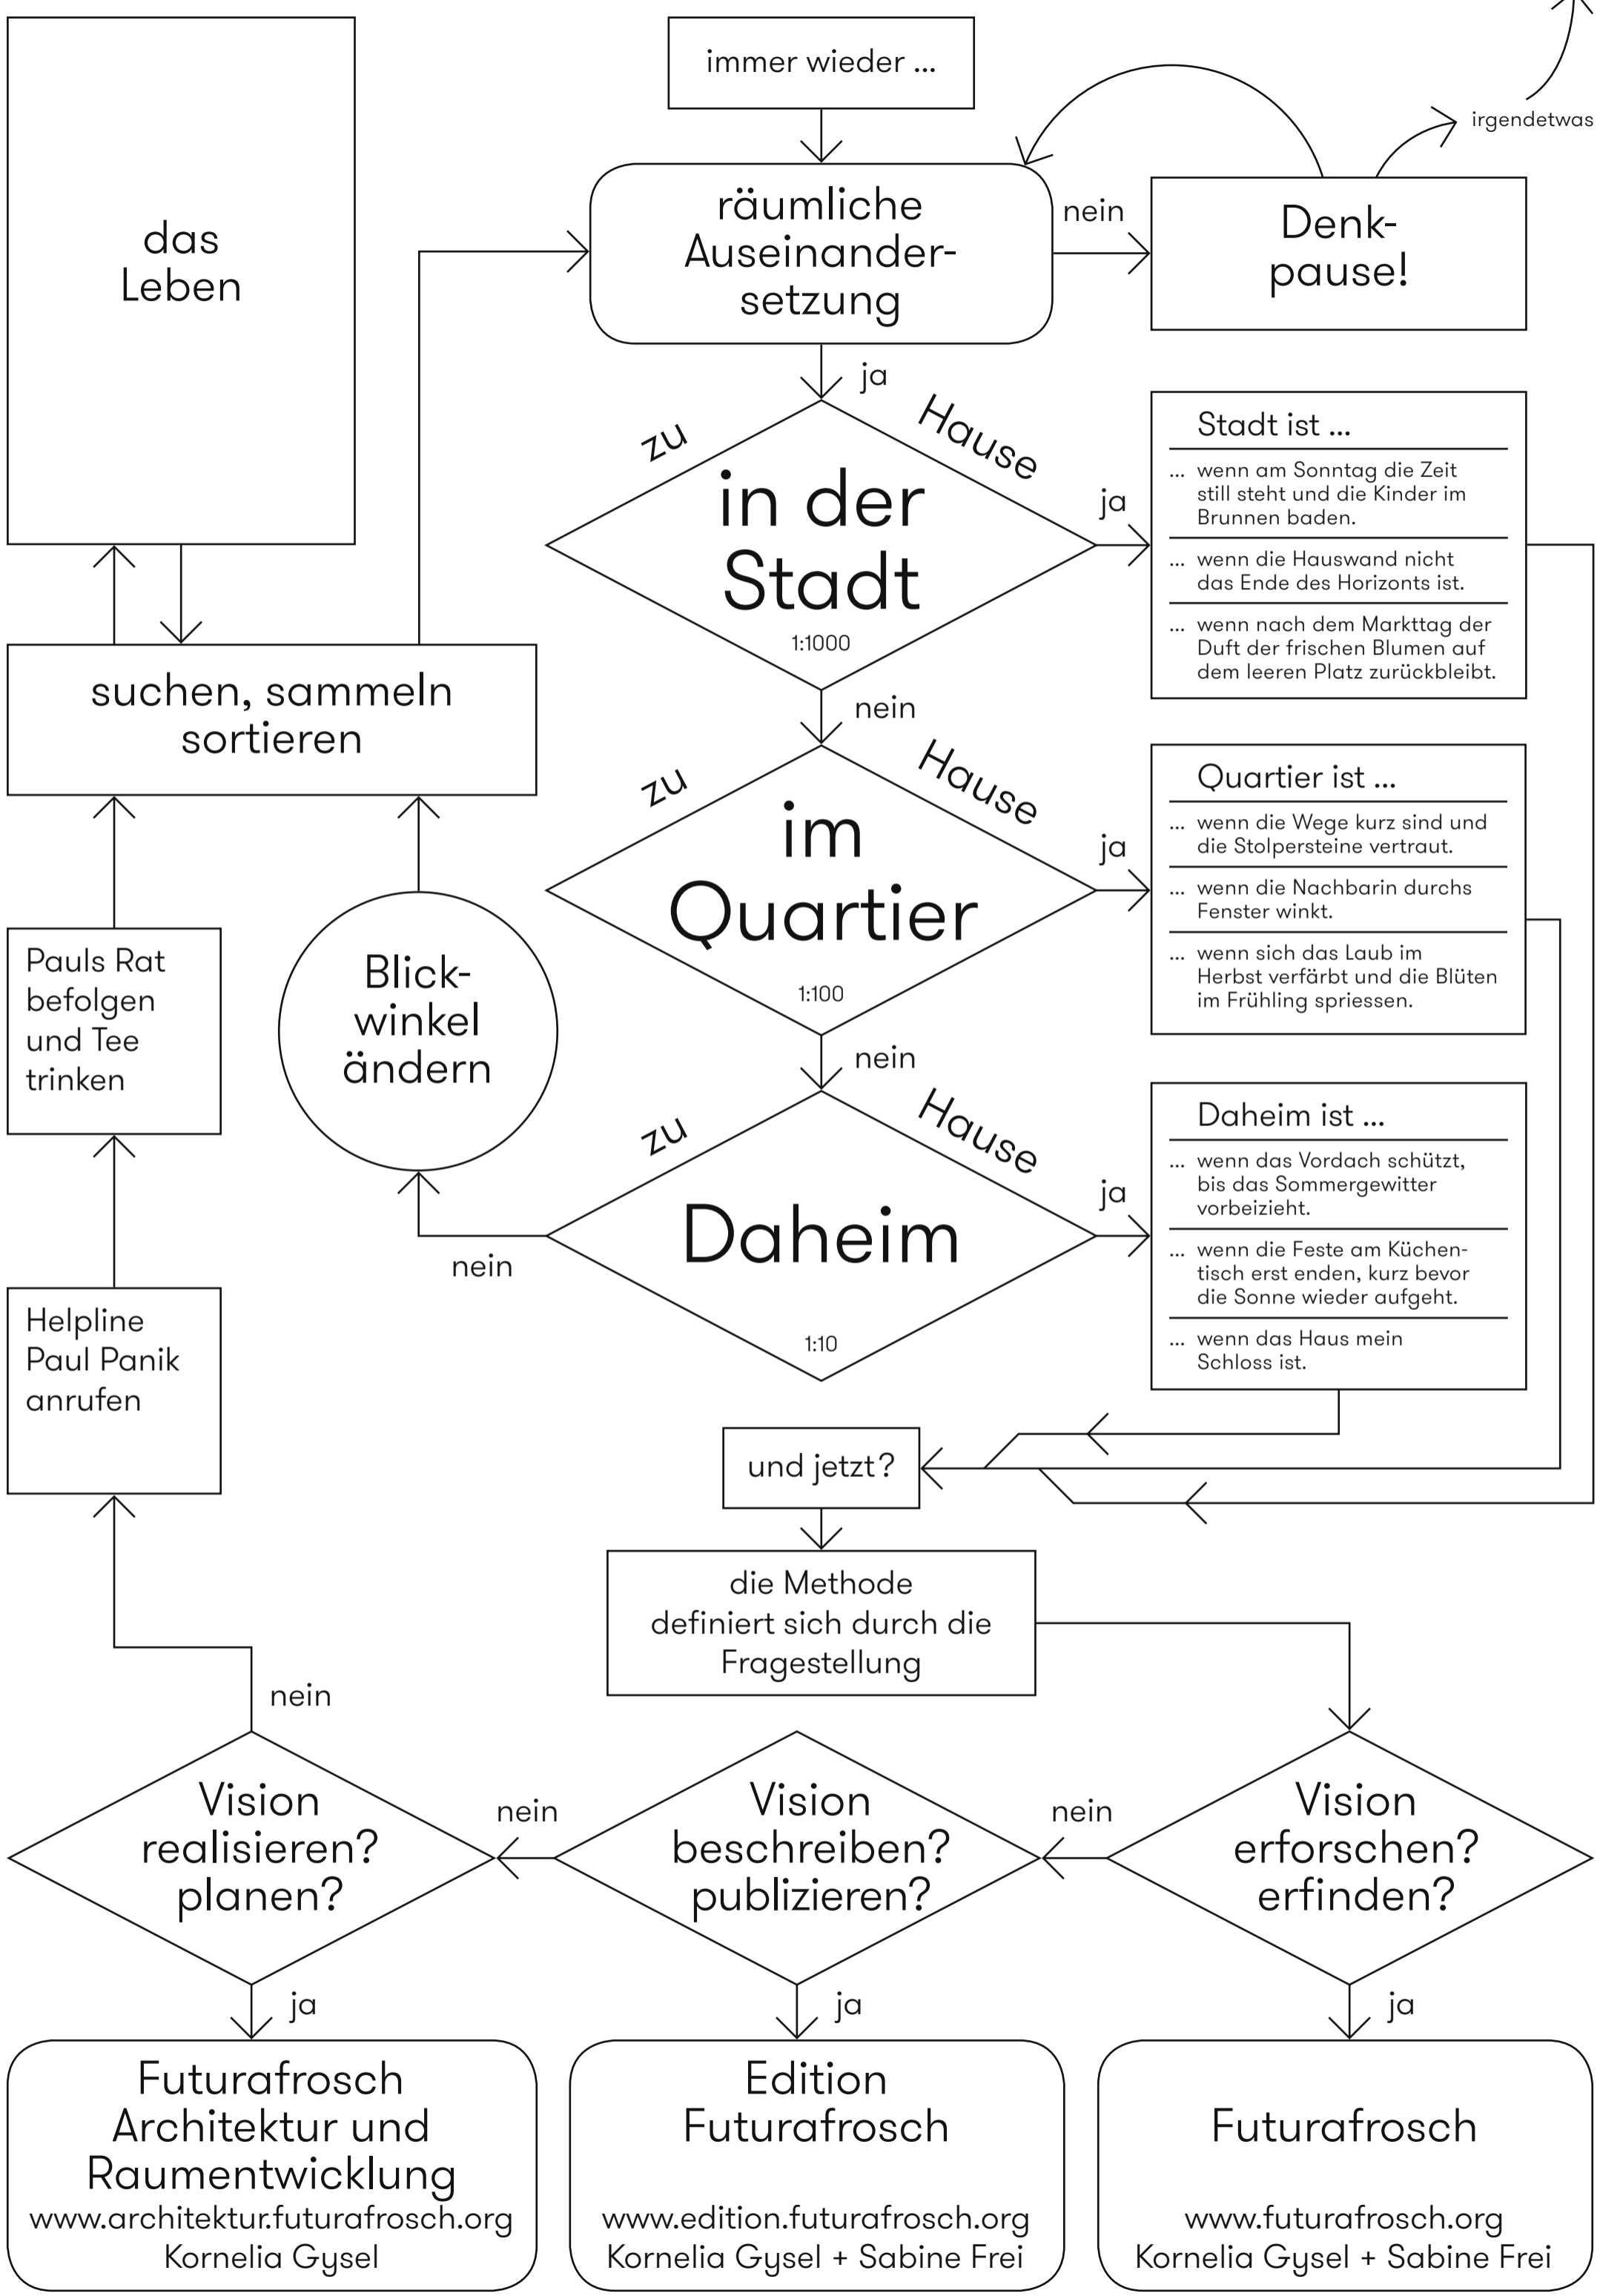 immer wieder ...
irgendetwas
das
Leben
räumliche
Auseinander-
setzung
nein
Denk-
pause!
ja
zu
Hause
in der
Stadt
1:1000
ja
Stadt ist ...
... wenn am Sonntag die Zeit
still steht und die Kinder im
Brunnen baden.
... wenn die Hauswand nicht
das Ende des Horizonts ist.
... wenn nach dem Markttag der
Duft der frischen Blumen auf
dem leeren Platz zurückbleibt.
suchen, sammeln
sortieren
nein
zu
Hause
im
Quartier
1:100
ja
Quartier ist ...
... wenn die Wege kurz sind und
die Stolpersteine vertraut.
... wenn die Nachbarin durchs
Fenster winkt.
... wenn sich das Laub im
Herbst verfärbt und die Blüten
im Frühling spriessen.
Pauls Rat
befolgen
und Tee
trinken
Blick-
winkel
ändern
nein
zu
Hause
Daheim
1:10
nein
ja
Daheim ist ...
... wenn das Vordach schützt,
bis das Sommergewitter
vorbeizieht.
... wenn die Feste am Küchen-
tisch erst enden, kurz bevor
die Sonne wieder aufgeht.
... wenn das Haus mein
Schloss ist.
Helpline
Paul Panik
anrufen
und jetzt?
die Methode
definiert sich durch die
Fragestellung
nein
Vision
realisieren?
planen?
nein
Vision
beschreiben?
publizieren?
nein
Vision
erforschen?
erfinden?
ja
ja
ja
Futurafrosch
Architektur und
Raumentwicklung
www.architektur.futurafrosch.org
Kornelia Gysel
Edition
Futurafrosch
www.edition.futurafrosch.org
Kornelia Gysel + Sabine Frei
Futurafrosch
www.futurafrosch.org
Kornelia Gysel + Sabine Frei